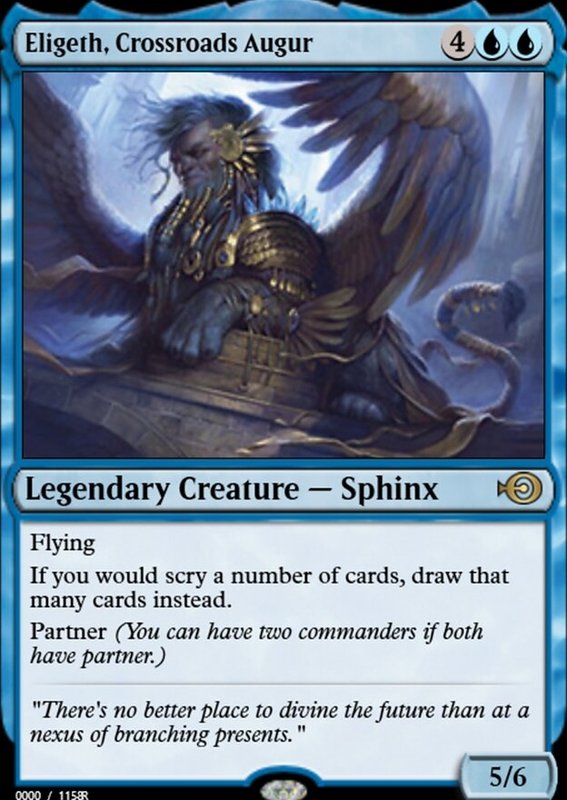 Eligeth, Crossroads Augur 4
Legendary Creature — Sphinx
Flying
If you would scry a number of cards, draw that
many cards instead.
Partner (You can have two commanders if both
have partner.)
"There's no better place to divine the future than at a
nexus of branching presents."
5/6
0000 / 1158R